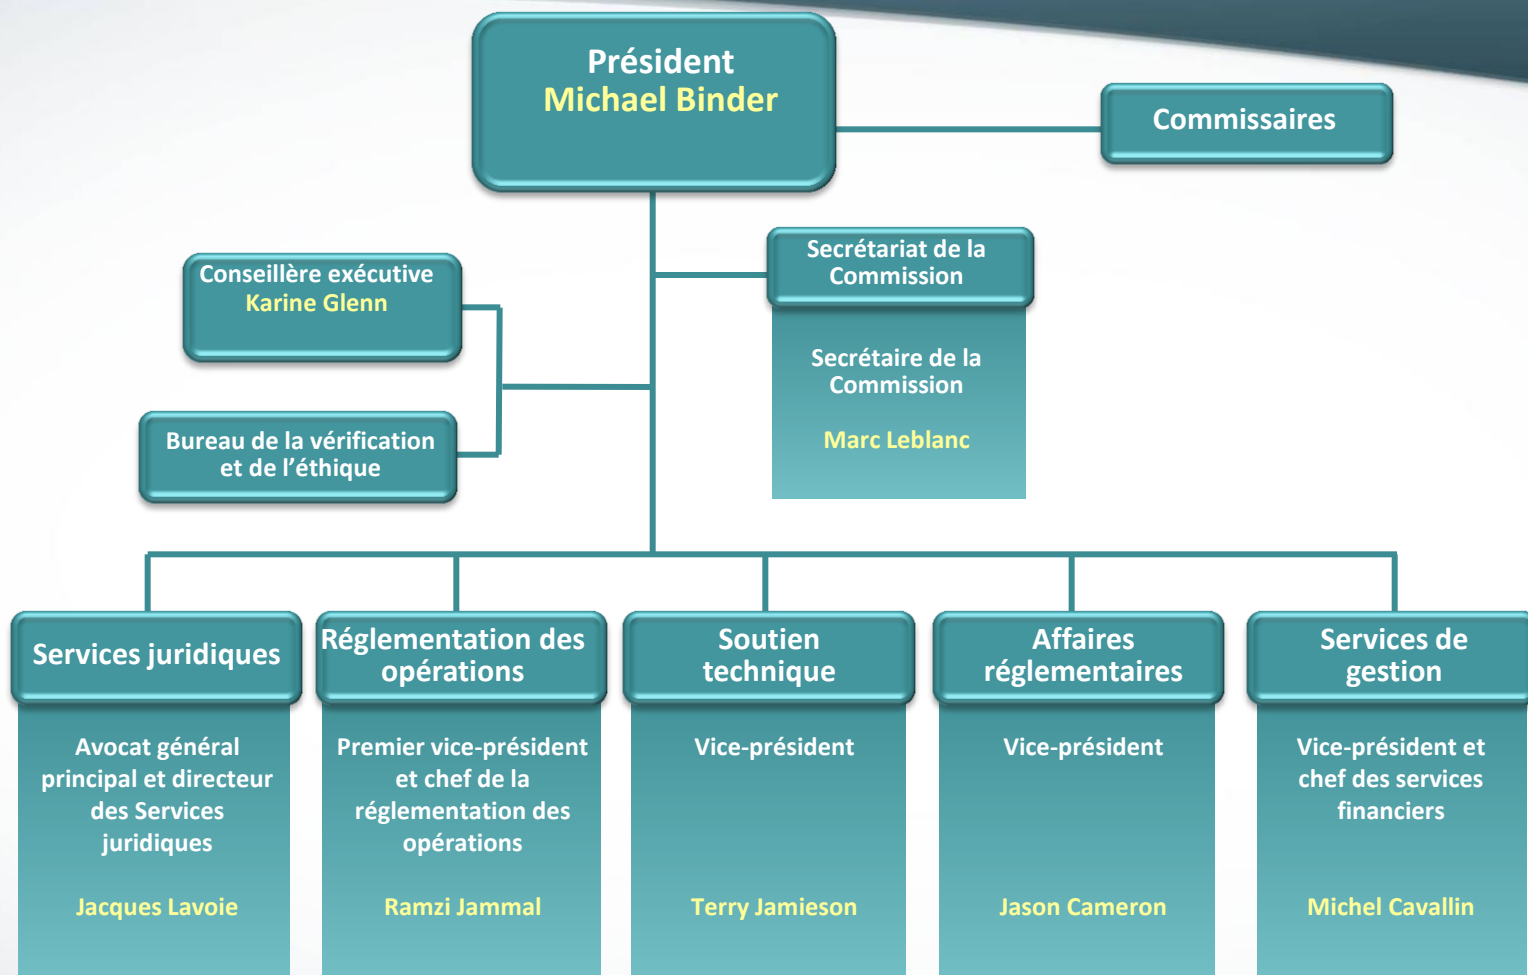 Président
Michael Binder
Commissaires
Secrétariat de la
Commission
Secrétaire de la
Commission
Marc Leblanc
Conseillère exécutive
Karine Glenn
Bureau de la vérification
et de l’éthique
Services juridiques
Avocat général
principal et directeur
des Services
juridiques
Jacques Lavoie
Réglementation des
opérations
Premier vice-président
et chef de la
réglementation des
opérations
Ramzi Jammal
Soutien
technique
Vice-président
Terry Jamieson
Affaires
réglementaires
Vice-président
Jason Cameron
Services de
gestion
Vice-président et
chef des services
financiers
Michel Cavallin